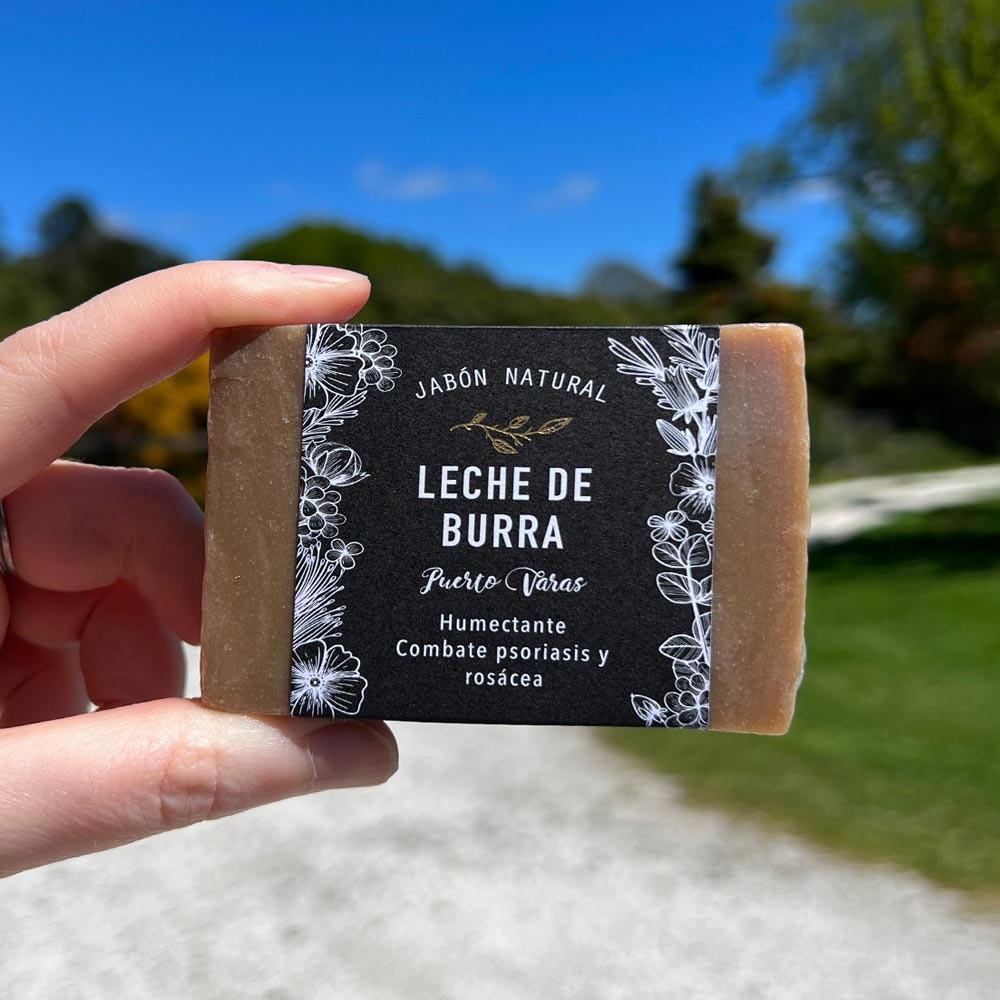 JABÓN NATURAL
LECHE DE
BURRA
Puerto Varas
Humectante
Combate psoriasis y
rosácea